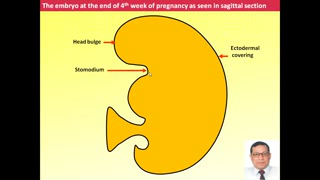 The embryo at the end of 4th week of pregnancy as seen in sagittal section
Head bulge
Ectodermal
covering
Stomodium